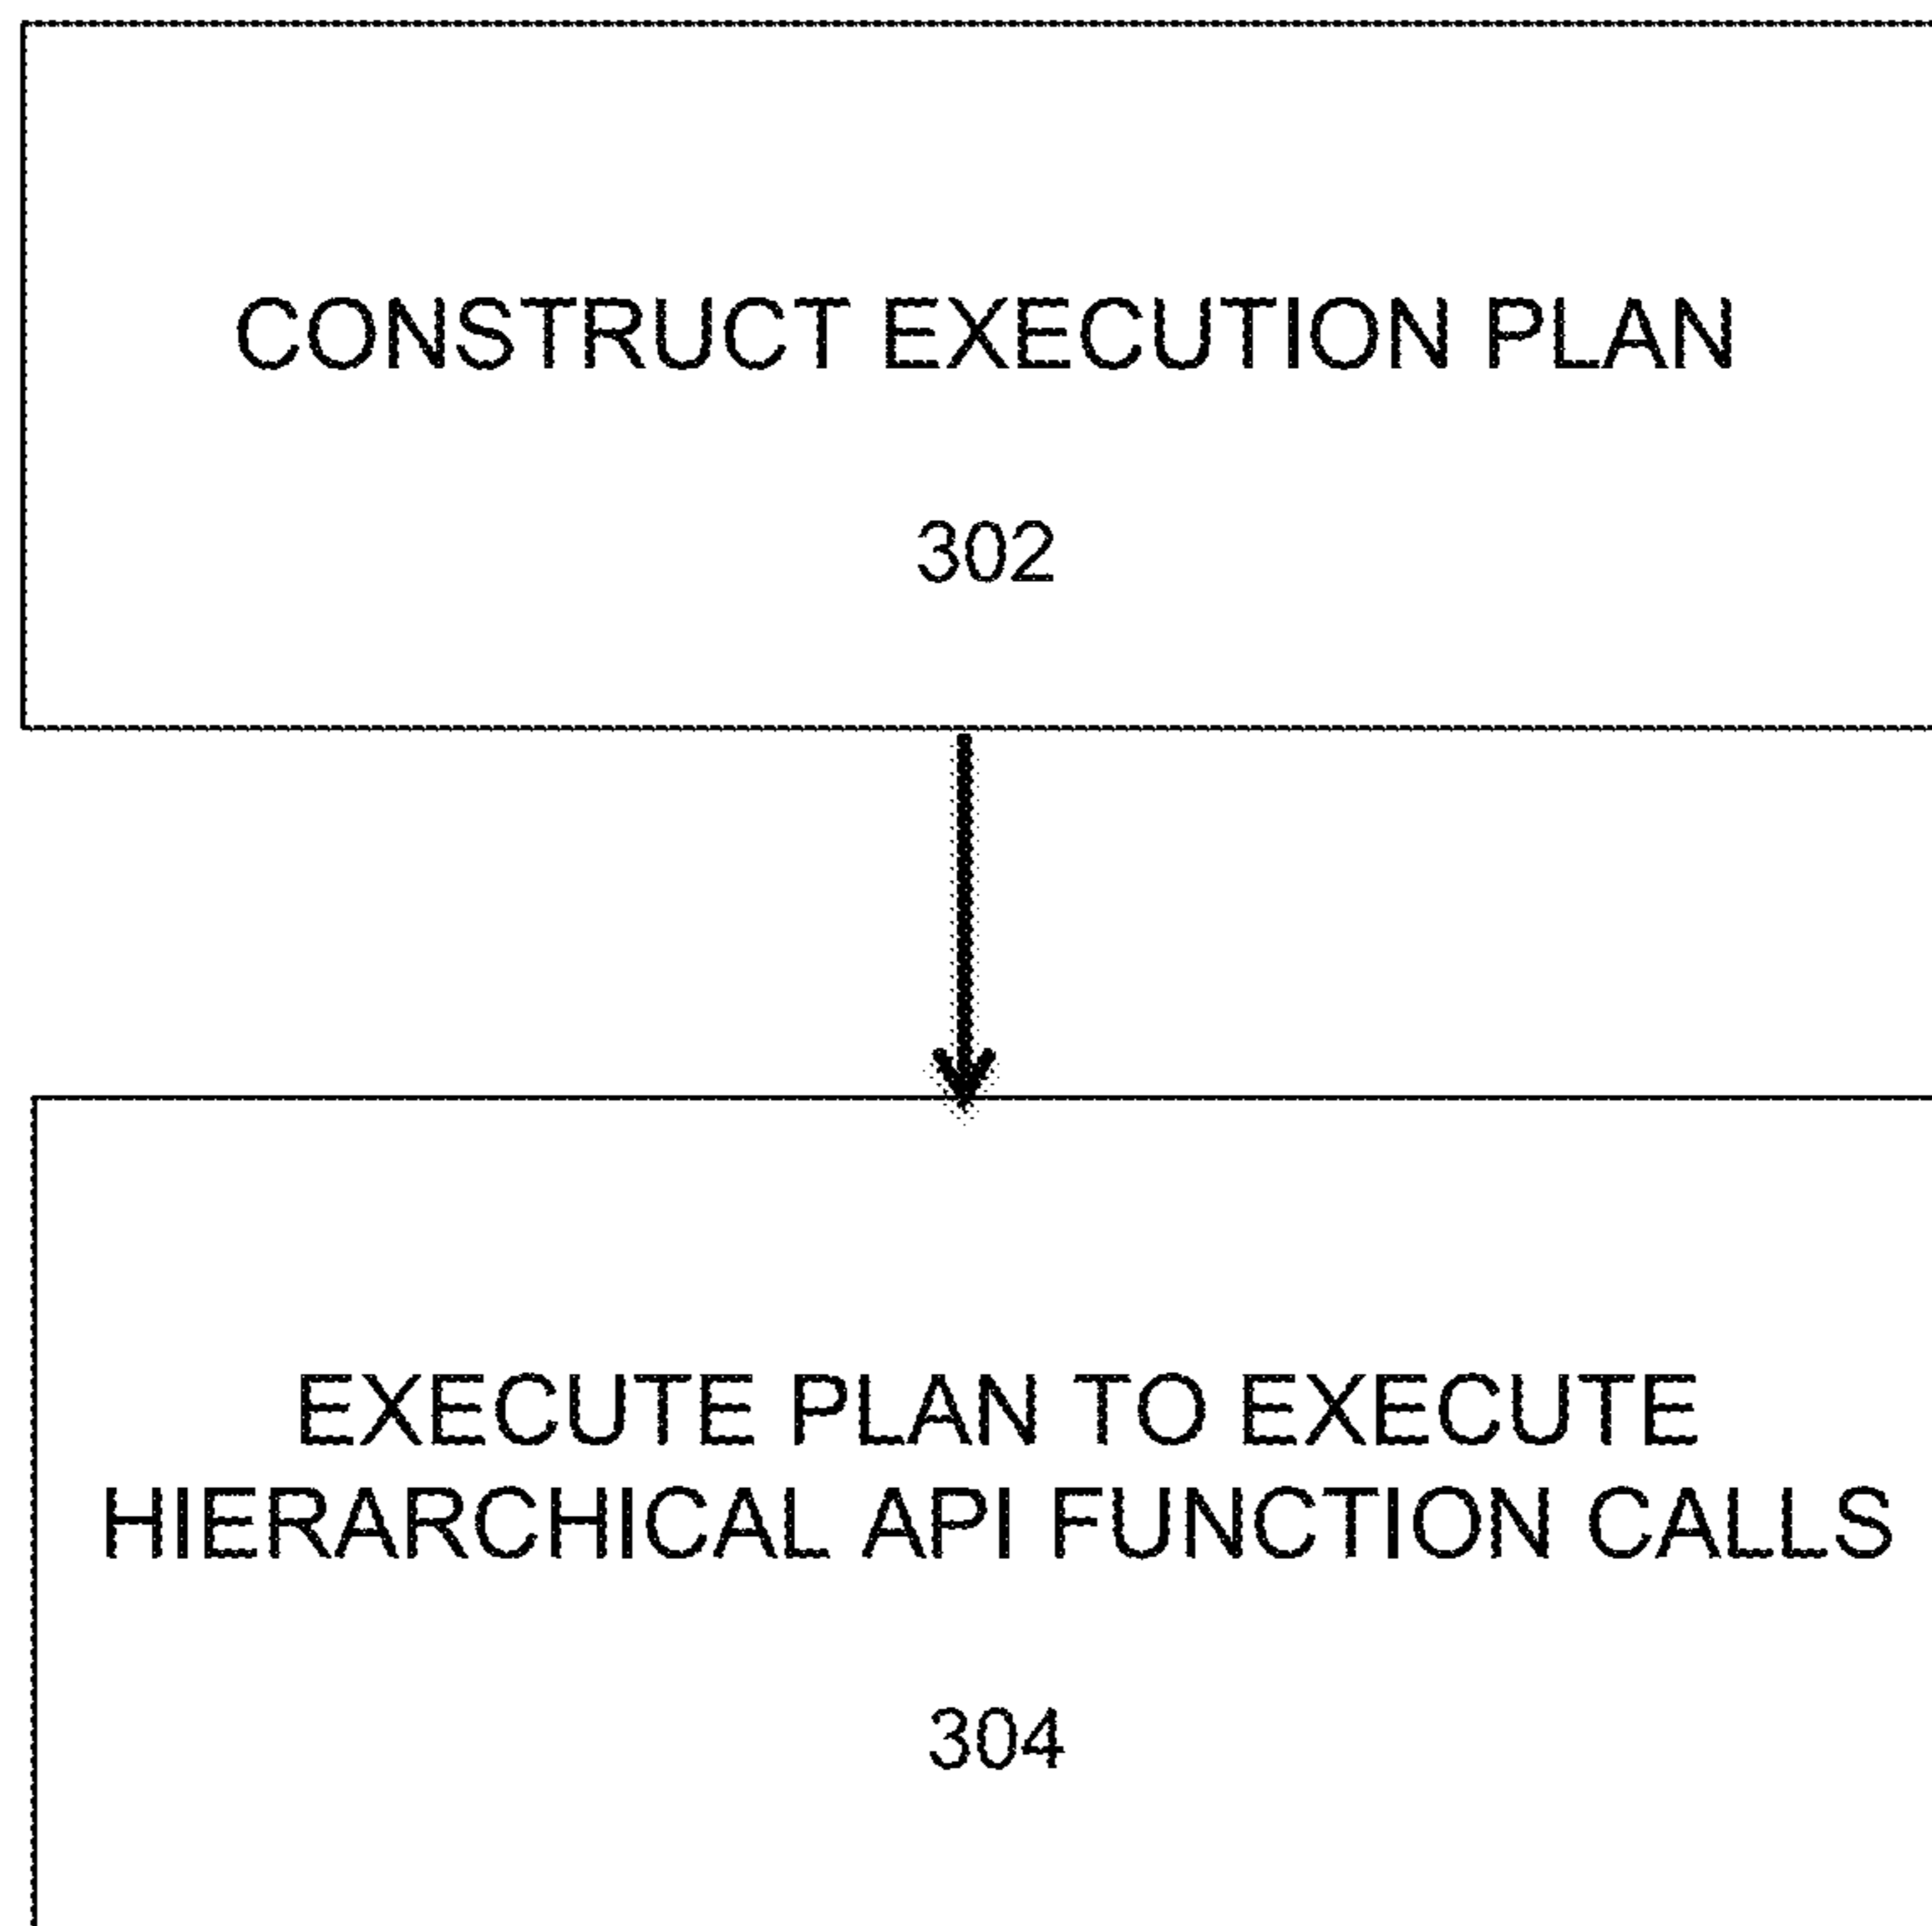 CONSTRUCT EXECUTION PLAN
302
EXECUTE PLAN TO EXECUTE
HIERARCHICAL API FUNCTION CALLS
304